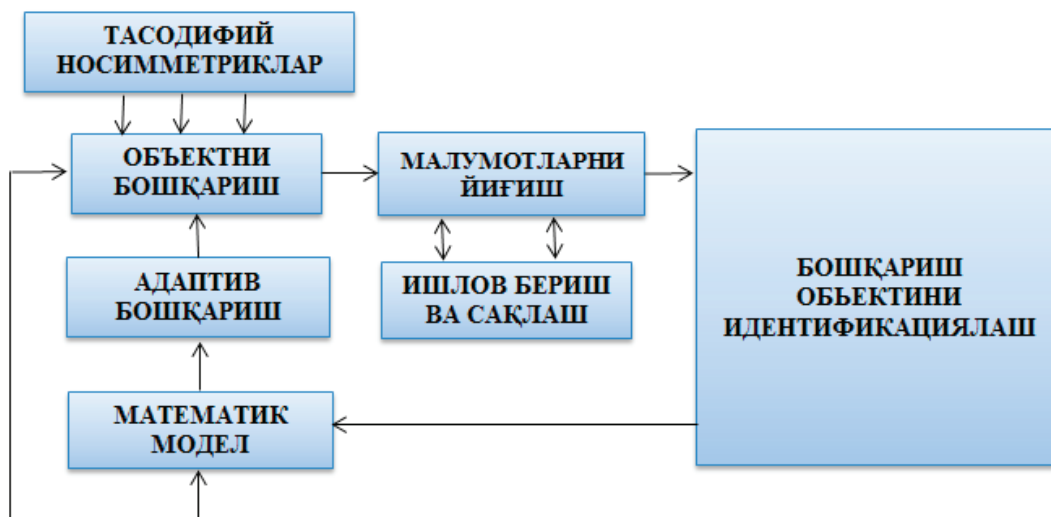 ТАСОДИФИЙ
НОСИММЕТРИКЛАР
ОБЪЕКТНИ
БОШҚАРИШ
МАЛУМОТЛАРНИ
ЙИҒИШ
АДАПТИВ
БОШҚАРИШ
ИШЛОВ БЕРИШ
ВА САҚЛАШ
БОШҚАРИШ
ОБЬЕКТИНИ
ИДЕНТИФИКАЦИЯЛАШ
МАТЕМАТИК
МОДЕЛ